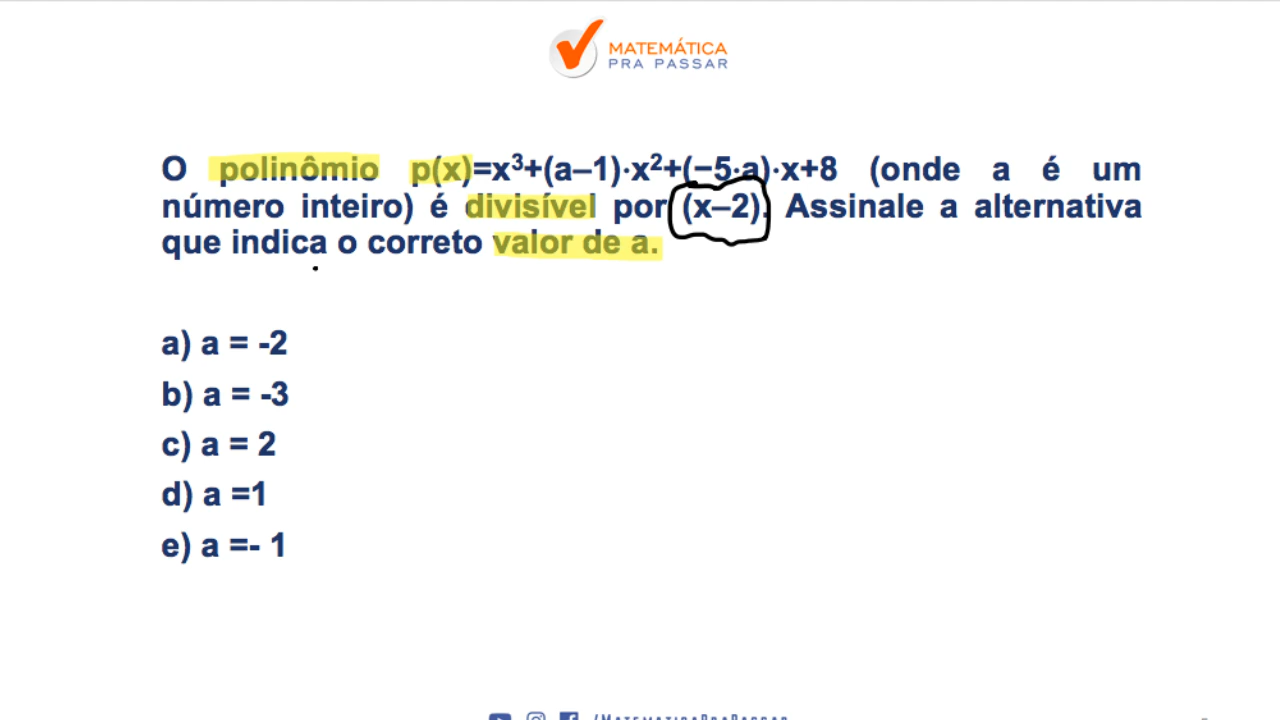 MATEMÁTICA
PRA PASSAR
O polinômio p(x)=x³+(a–1)·x²+(−5·a)·x+8 (onde a é um
número inteiro) é divisível por (x–2). Assinale a alternativa
que indica o correto valor de a.
a) a = -2
b) a = -3
c) a = 2
d) a =1
e) a =- 1
/MATEMATICAPRAPASSAR